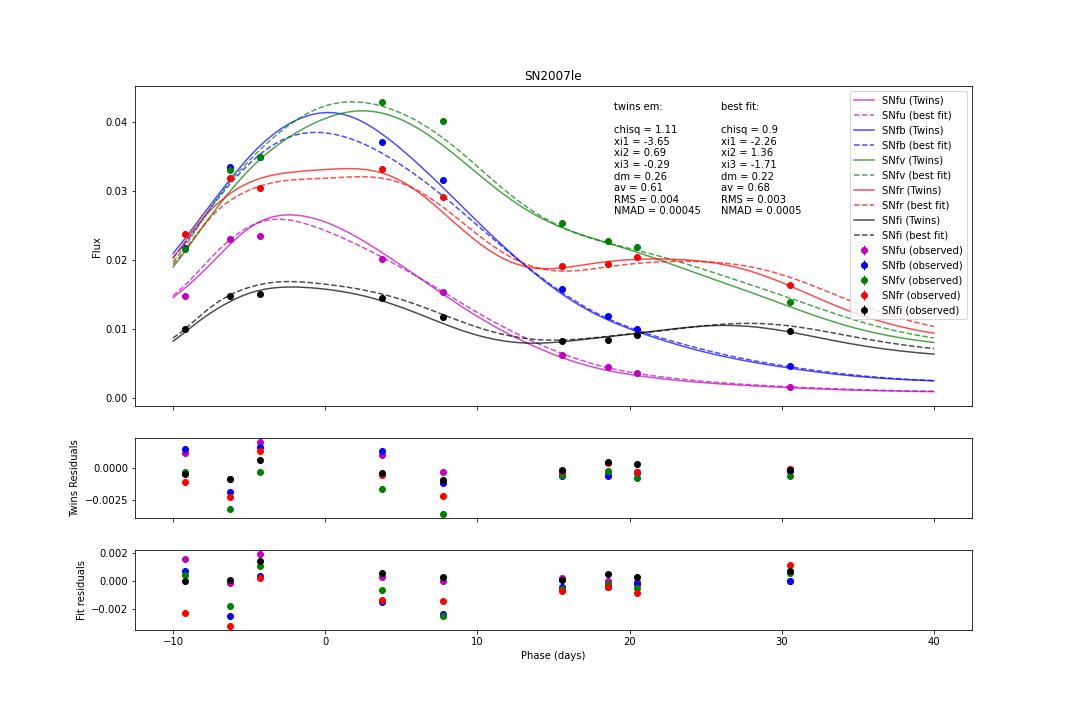 SN2007le
twins em:
chisq = 1.11
xi1 = -3.65
xi2 = 0.69
xi3 = -0.29
dm = 0.26
av = 0.61
RMS = 0.004
NMAD = 0.00045
best fit:
chisq = 0.9
xi1 = -2.26
xi2 = 1.36
xi3 = -1.71
dm = 0.22
av = 0.68
RMS = 0.003
NMAD = 0.0005
SNfu (Twins)
SNfu (best fit)
SNfb (Twins)
SNfb (best fit)
SNfv (Twins)
SNfv (best fit)
SNfr (Twins)
SNfr (best fit)
SNfi (Twins)
SNfi (best fit)
SNfu (observed)
SNfb (observed)
SNfv (observed)
SNfr (observed)
SNfi (observed)
Flux
0.04
0.03
0.02
0.01
0.00
Twins Residuals
0.0000
−0.0025
Fit residuals
0.002
0.000
−0.002
−10
0
10
20
30
40
Phase (days)